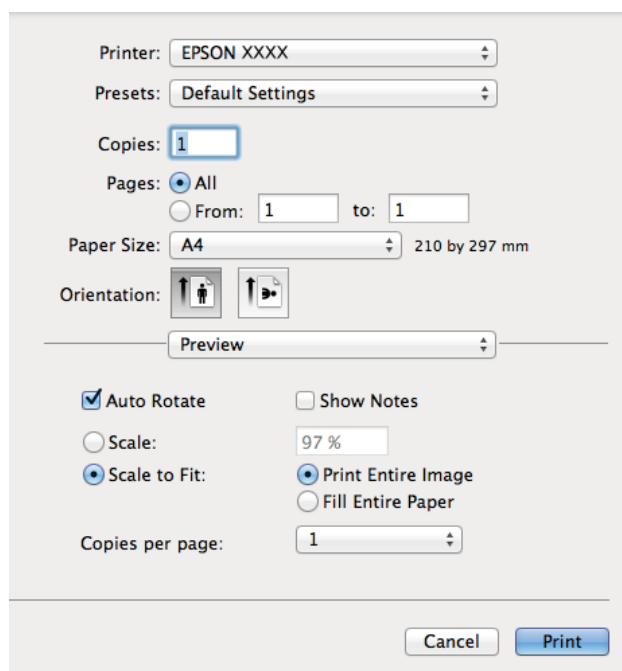 Printer: EPSON XXXX
Presets: Default Settings
Copies: 1
Pages: All
From: 1 to: 1
Paper Size: A4 210 by 297 mm
Orientation:
Preview
Auto Rotate Show Notes
Scale: 97 %
Scale to Fit: Print Entire Image
Fill Entire Paper
Copies per page: 1
Cancel Print